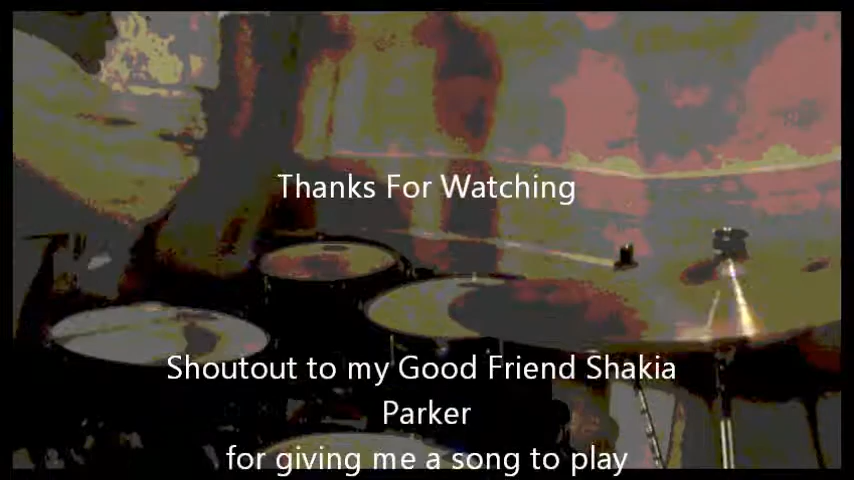 Thanks For Watching
Shoutout to my Good Friend Shakia
Parker
for giving me a song to play